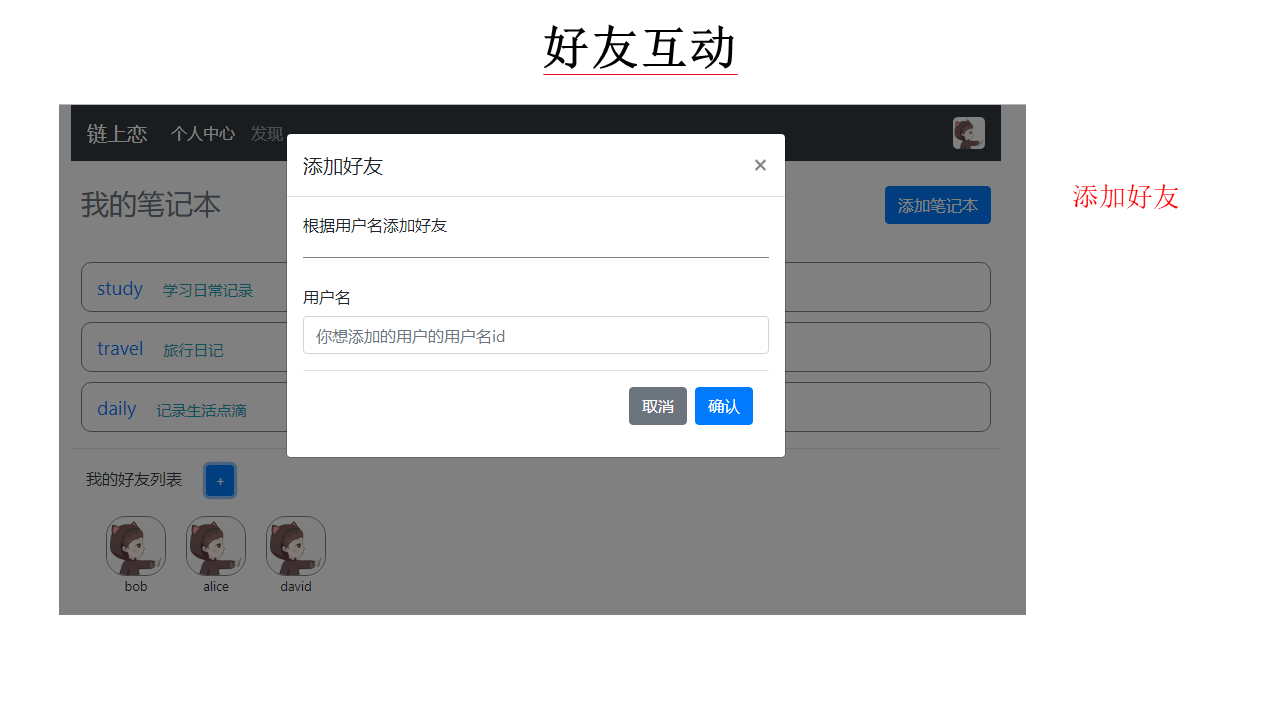 好友互动
链上恋 个人中心 发现
添加好友 ×
我的笔记本 添加笔记本
添加好友
根据用户名添加好友
study 学习日常记录
用户名
你想添加的用户的用户名id
travel 旅行日记
取消 确认
daily 记录生活点滴
我的好友列表 +
bob alice david